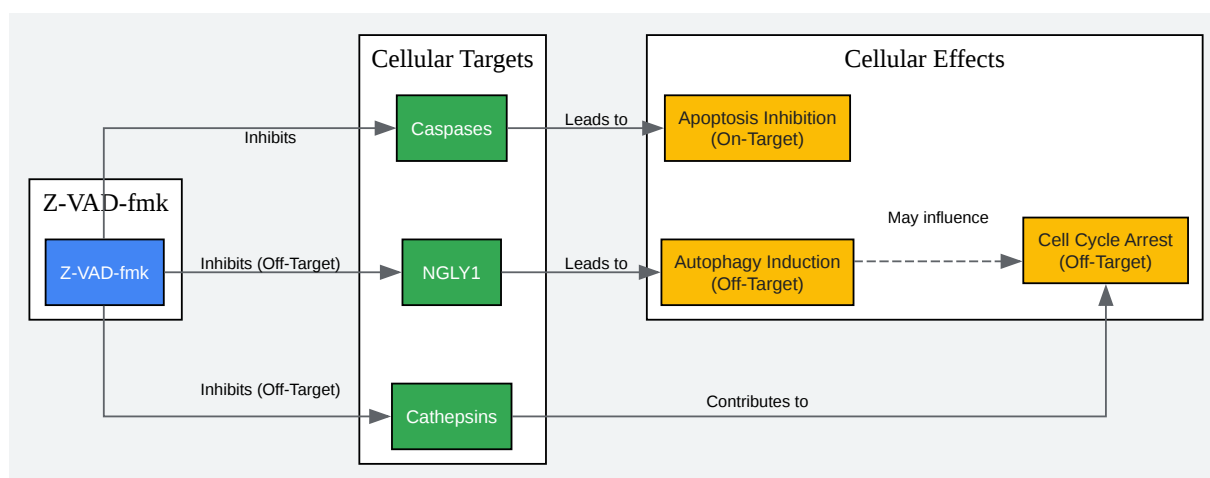 Cellular Targets
Cellular Effects
Caspases
Leads to
Apoptosis Inhibition
(On-Target)
Inhibits
Z-VAD-fmk
May influence
Z-VAD-fmk
Inhibits (Off-Target)
NGLY1
Leads to
Autophagy Induction
(Off-Target)
Cell Cycle Arrest
(Off-Target)
Inhibits (Off-Target)
Cathepsins
Contributes to